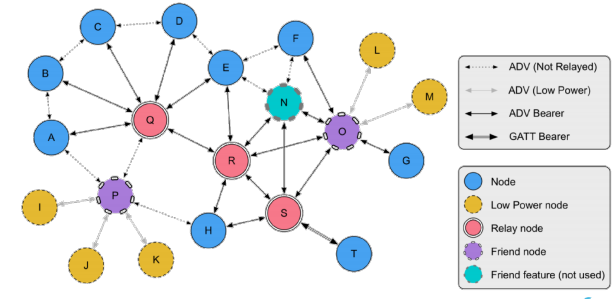 D
C
F
L
E
B
M
N
Q
O
A
R
G
P
I
S
H
J
K
T
ADV (Not Relayed)
ADV (Low Power)
ADV Bearer
GATT Bearer
Node
Low Power node
Relay node
Friend node
Friend feature (not used)